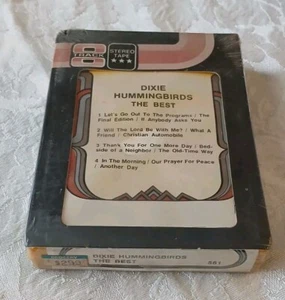 8
TRACK
STEREO
TAPE
★★★
DIXIE
HUMMINGBIRDS
THE BEST
1 Let's Go Out To The Programs / The
Final Edition / If Anybody Asks You
2 Will The Lord Be With Me? / What A
Friend / Christian Automobile
3 Thank You For One More Day / Bed-
side of a Neighbor / The Old-Time Way
4 In The Morning / Our Prayer For Peace
/ Another Day
DIXIE HUMMINGBIRDS
THE BEST